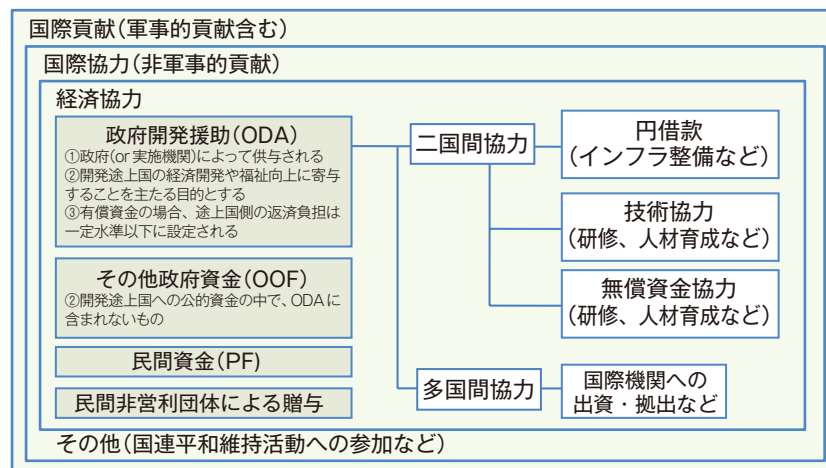 国際貢献（軍事的貢献含む）
国際協力（非軍事的貢献）
経済協力
政府開発援助（ODA）
①政府（or 実施機関）によって供与される
②開発途上国の経済開発や福祉向上に寄与
することを主たる目的とする
③有償資金の場合、途上国側の返済負担は
一定水準以下に設定される
その他政府資金（OOF）
②開発途上国への公的資金の中で、ODAに
含まれないもの
民間資金（PF）
民間非営利団体による贈与
二国間協力
円借款
（インフラ整備など）
技術協力
（研修、人材育成など）
無償資金協力
（研修、人材育成など）
多国間協力
国際機関への
出資・拠出など
その他（国連平和維持活動への参加など）